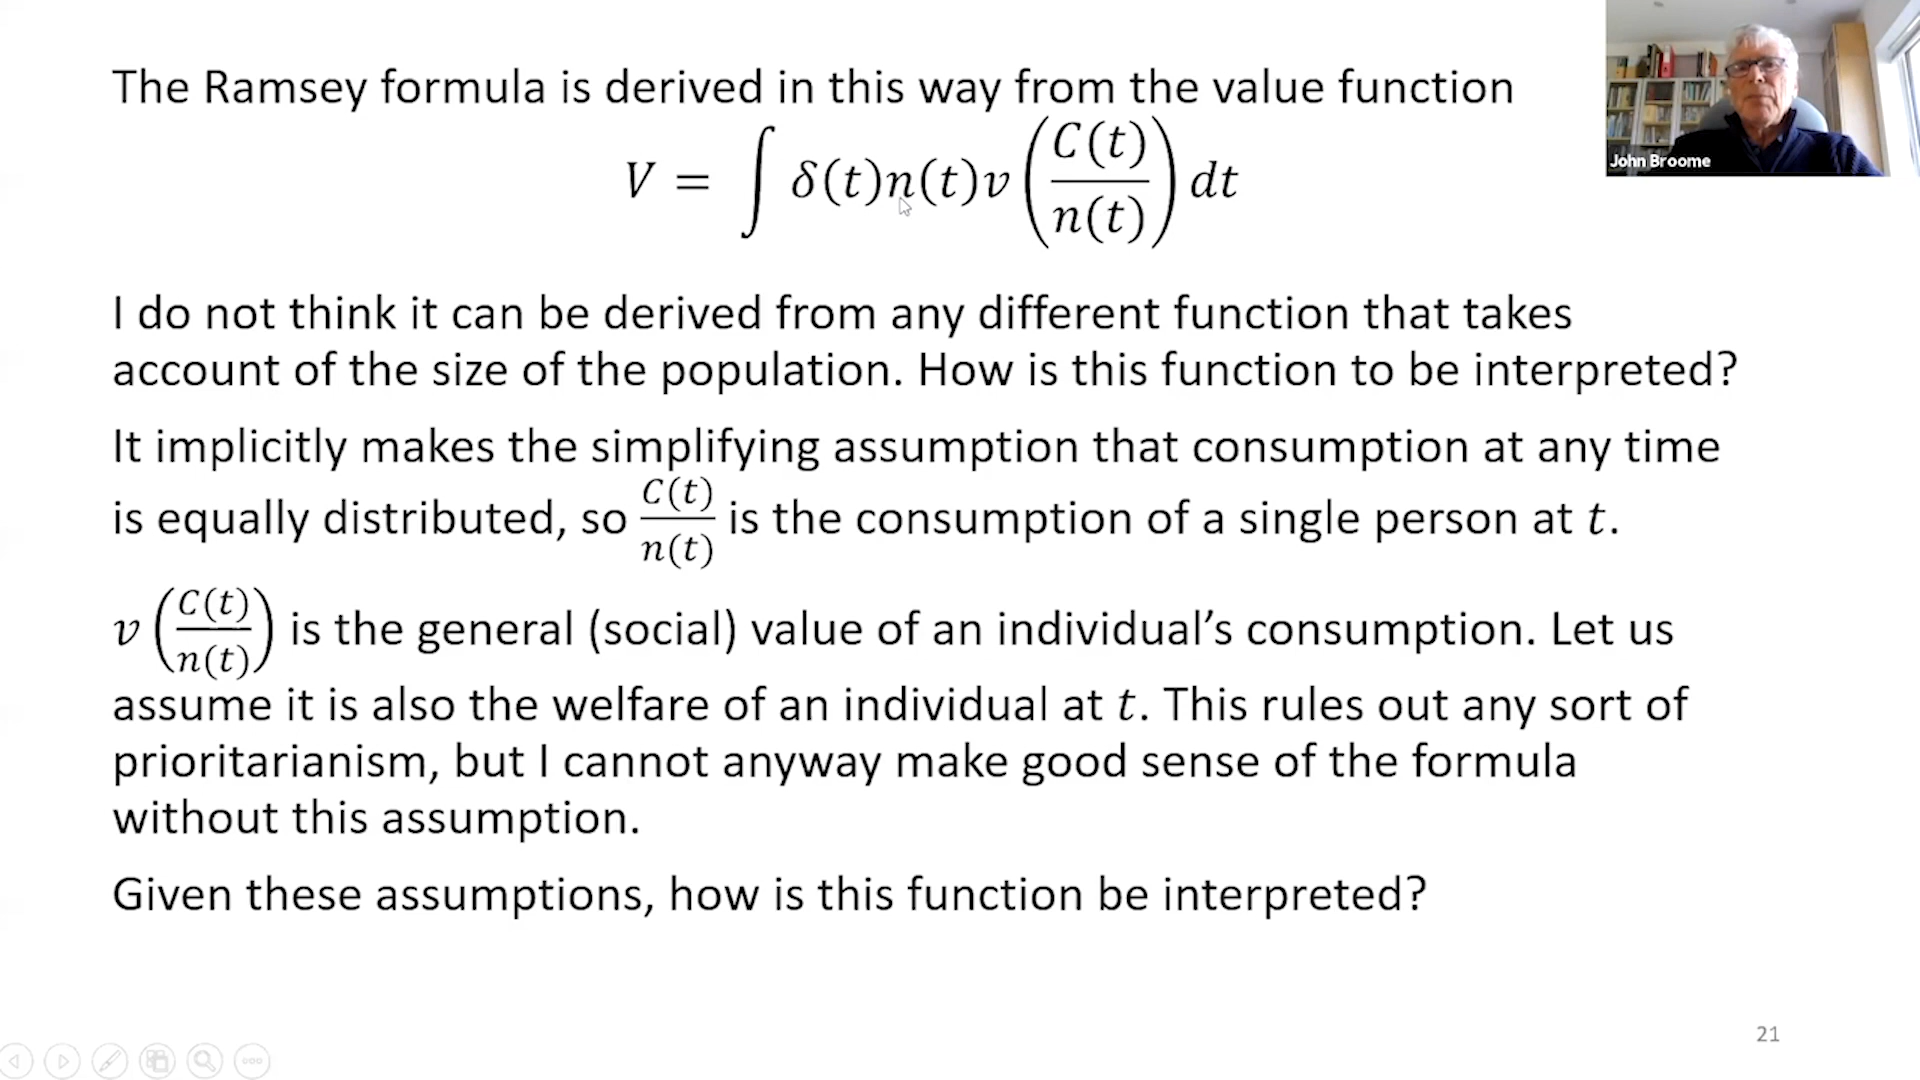 The Ramsey formula is derived in this way from the value function
V = ∫ δ(t)n(t)v(C(t)/n(t)) dt
John Broome
I do not think it can be derived from any different function that takes
account of the size of the population. How is this function to be interpreted?
It implicitly makes the simplifying assumption that consumption at any time
is equally distributed, so C(t)/n(t) is the consumption of a single person at t.
v(C(t)/n(t)) is the general (social) value of an individual's consumption. Let us
assume it is also the welfare of an individual at t. This rules out any sort of
prioritarianism, but I cannot anyway make good sense of the formula
without this assumption.
Given these assumptions, how is this function be interpreted?
21